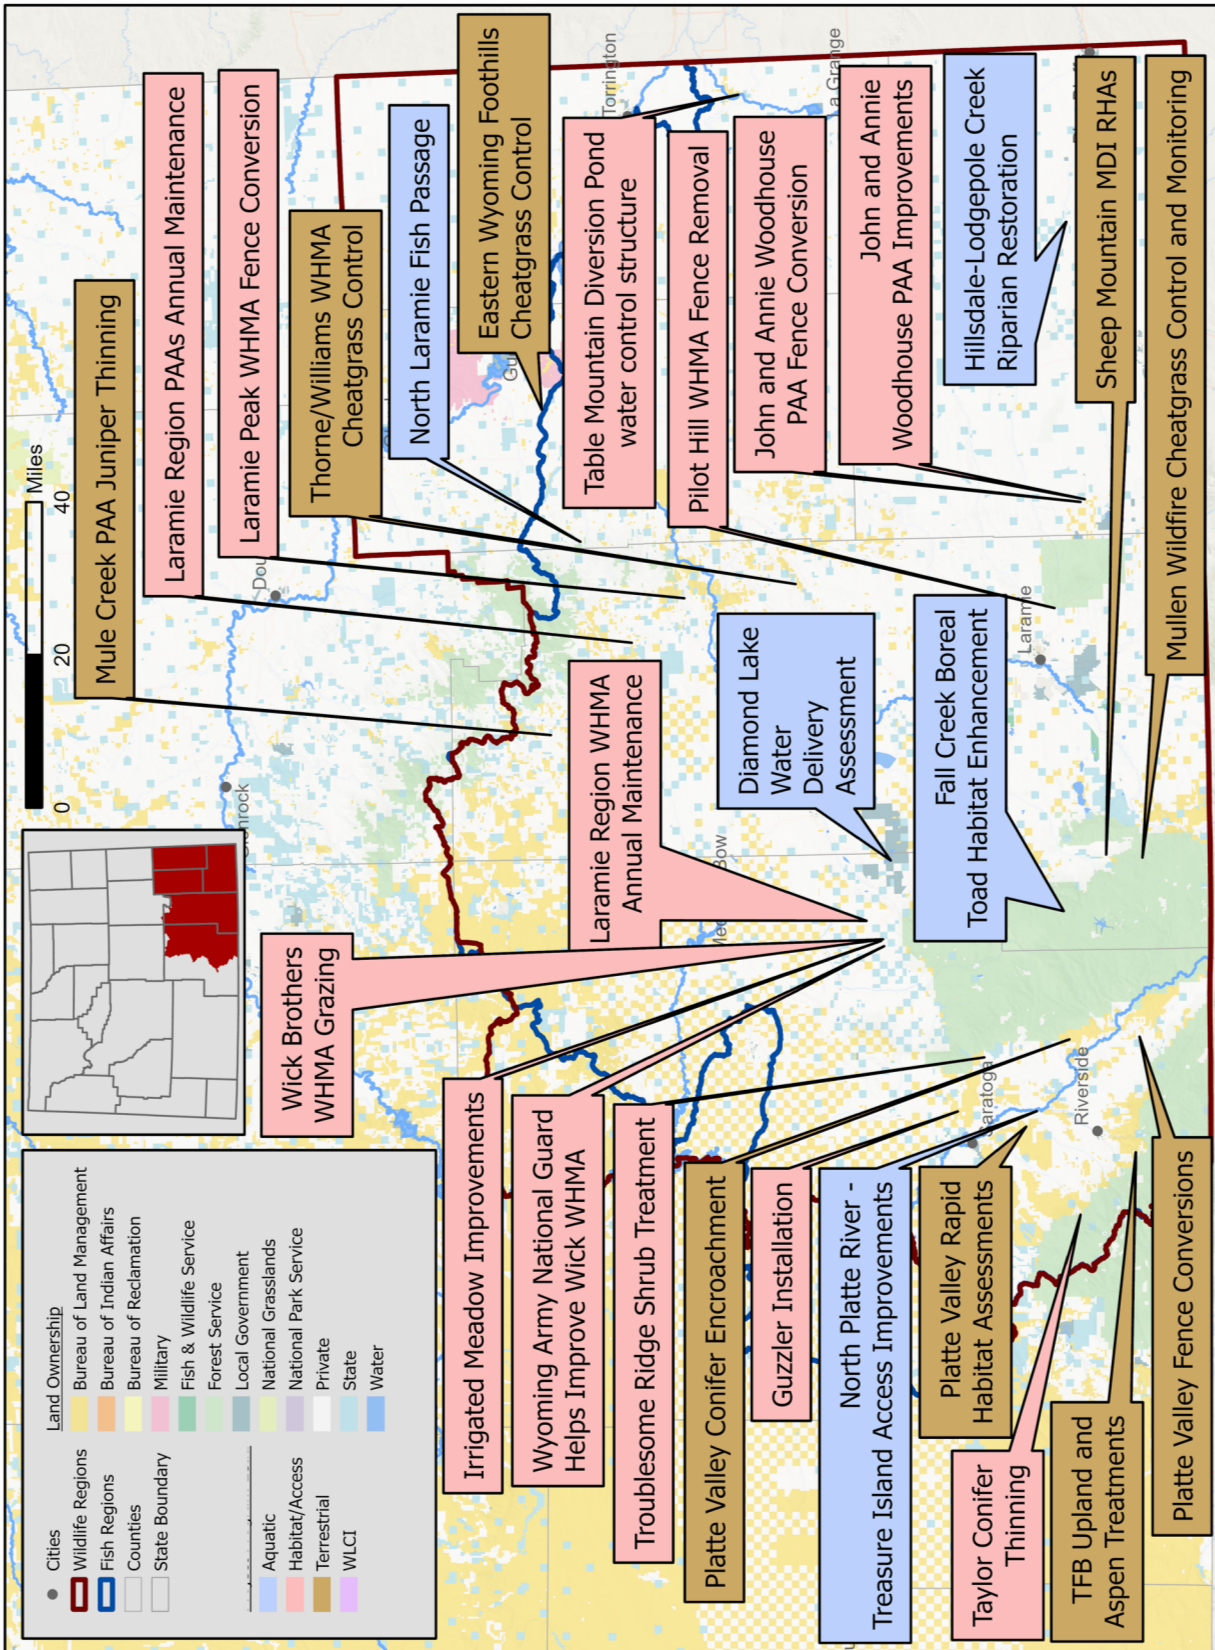 Land Ownership
Cities
Wildlife Regions
Fish Regions
Counties
State Boundary
Bureau of Land Management
Bureau of Indian Affairs
Bureau of Reclamation
Military
Fish & Wildlife Service
Forest Service
Local Government
National Grasslands
National Park Service
Private
State
Water
Aquatic
Habitat/Access
Terrestrial
WLCI
0 20 40 Miles
Mule Creek PAA Juniper Thinning
Laramie Region PAAs Annual Maintenance
Laramie Peak WHMA Fence Conversion
Thorne/Williams WHMA
Cheatgrass Control
North Laramie Fish Passage
Eastern Wyoming Foothills
Cheatgrass Control
Table Mountain Diversion Pond
water control structure
Pilot Hill WHMA Fence Removal
John and Annie Woodhouse
PAA Fence Conversion
John and Annie
Woodhouse PAA Improvements
Hillsdale-Lodgepole Creek
Riparian Restoration
Sheep Mountain MDI RHAs
Mullen Wildfire Cheatgrass Control and Monitoring
Wick Brothers
WHMA Grazing
Laramie Region WHMA
Annual Maintenance
Diamond Lake
Water
Delivery
Assessment
Fall Creek Boreal
Toad Habitat Enhancement
Irrigated Meadow Improvements
Wyoming Army National Guard
Helps Improve Wick WHMA
Troublesome Ridge Shrub Treatment
Platte Valley Conifer Encroachment
Guzzler Installation
North Platte River -
Treasure Island Access Improvements
Platte Valley Rapid
Habitat Assessments
Taylor Conifer
Thinning
TFB Upland and
Aspen Treatments
Platte Valley Fence Conversions
Torrington
a Grange
Laramie
Riverside
aratoga
Dou
Gu
nrock
Me
Bow